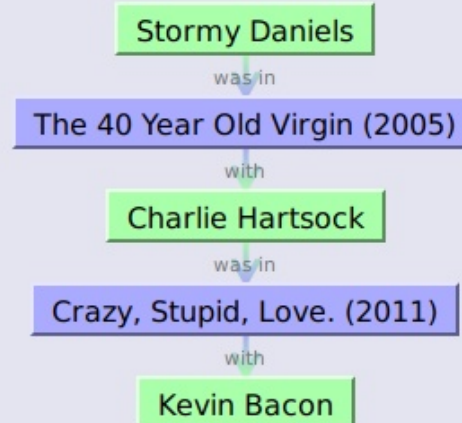 Stormy Daniels
was in
The 40 Year Old Virgin (2005)
with
Charlie Hartsock
was in
Crazy, Stupid, Love. (2011)
with
Kevin Bacon